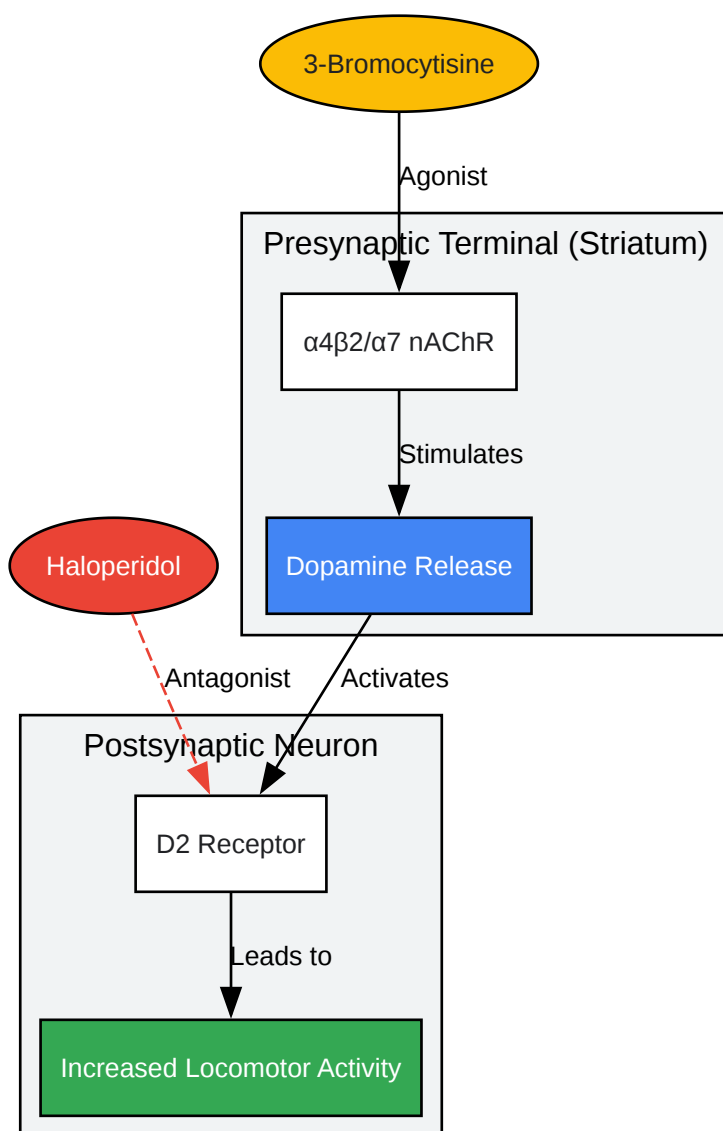 3-Bromocytisine
Agonist
Presynaptic Terminal (Striatum)
α4β2/α7 nAChR
Stimulates
Haloperidol
Dopamine Release
Antagonist
Activates
Postsynaptic Neuron
D2 Receptor
Leads to
Increased Locomotor Activity